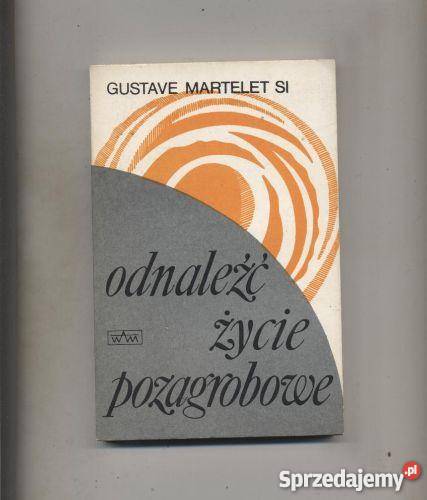 GUSTAVE MARTELET SI
odnaleźć
życie
WAM
pozagrobowe
Sprzedajemy.pl